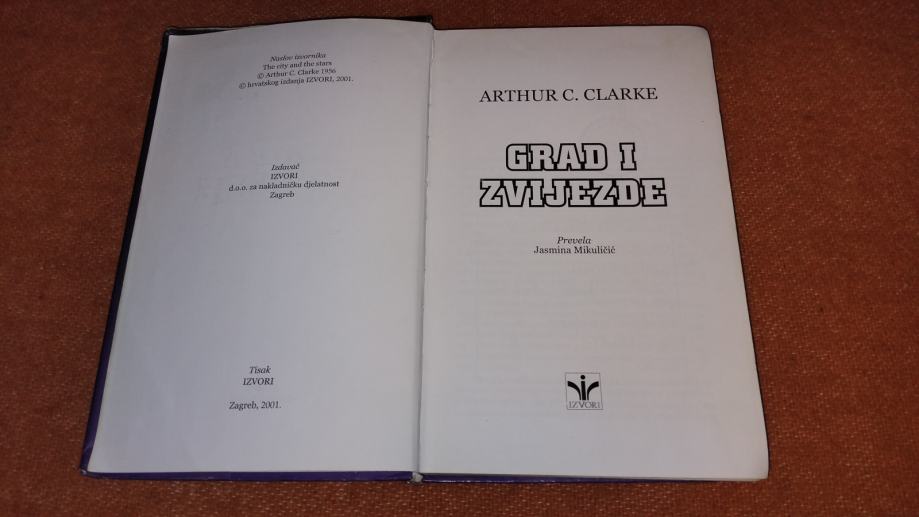 Naslov izvornika
The city and the stars
© Arthur C. Clarke 1956
© hrvatskog izdanja IZVORI, 2001.
Izdavač
IZVORI
d.o.o. za nakladničku djelatnost
Zagreb
Tisak
IZVORI
Zagreb, 2001.
ARTHUR C. CLARKE
GRAD I
ZVIJEZDE
Prevela
Jasmina Mikuličić
IZVORI